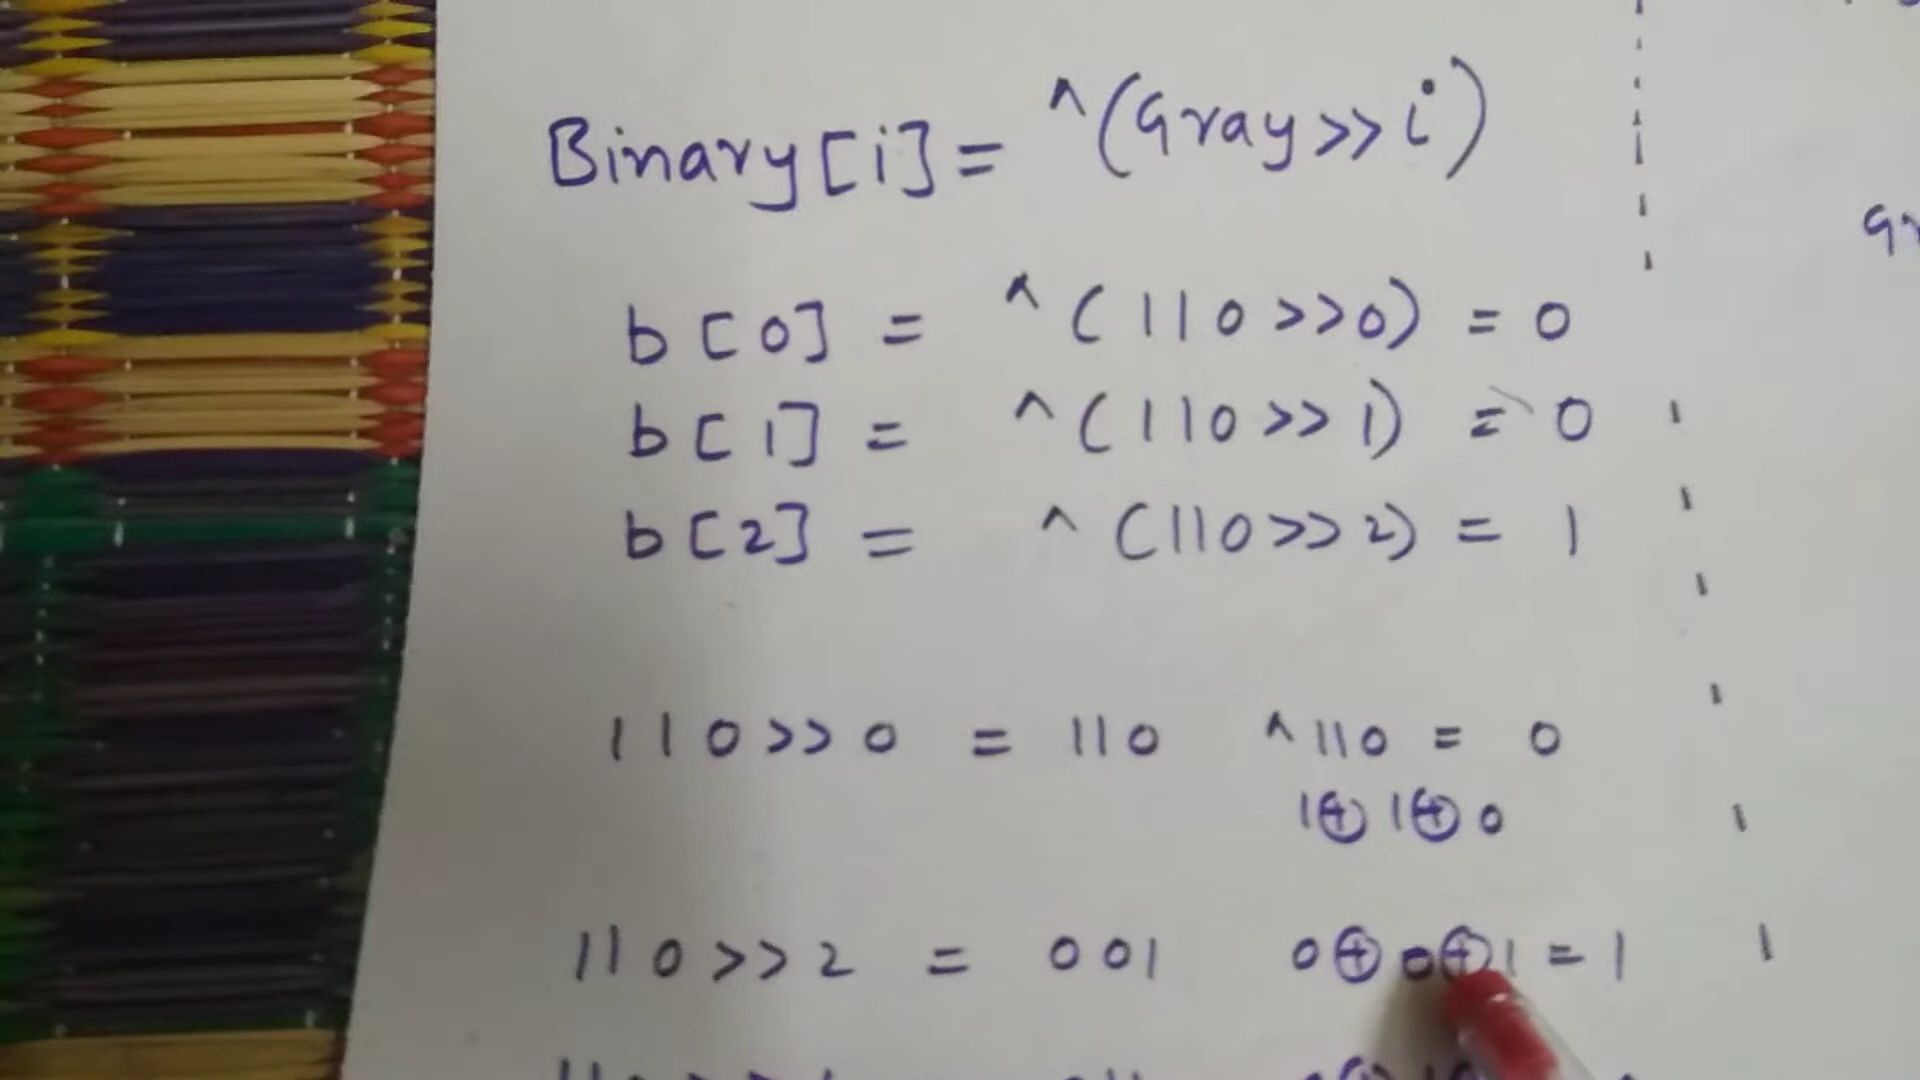 Binary[i] = ^(Gray>>i)
b[0] = ^(110>>0) = 0
b[1] = ^(110>>1) = 0
b[2] = ^(110>>2) = 1
110>>0 = 110 ^110 = 0
1⊕1⊕0
110>>2 = 001 0⊕0⊕1 = 1